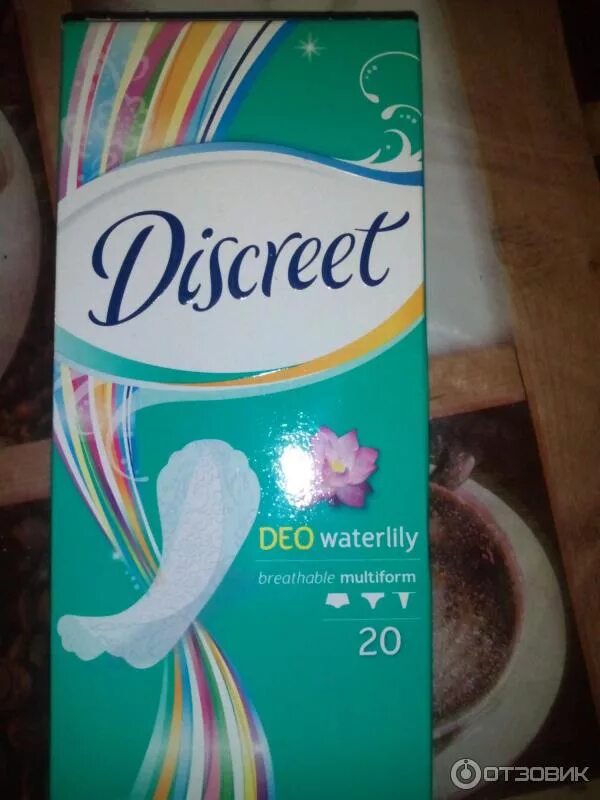 Discreet
DEO waterlily
breathable multiform
20
ОТЗОВИК